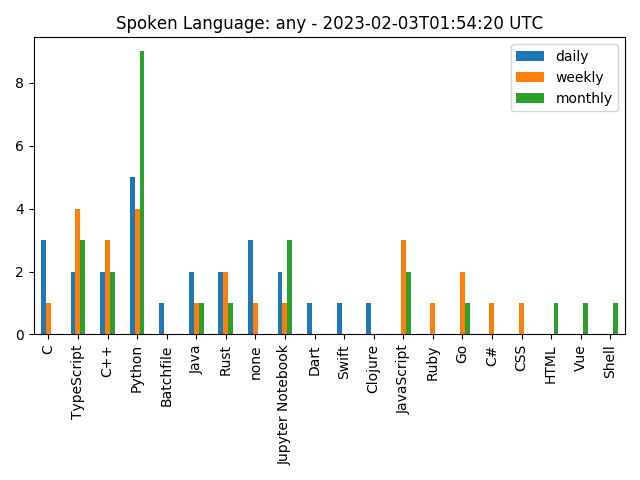 Spoken Language: any - 2023-02-03T01:54:20 UTC
daily
weekly
monthly
8
6
4
2
0
C
TypeScript
C++
Python
Batchfile
Java
Rust
none
Jupyter Notebook
Dart
Swift
Clojure
JavaScript
Ruby
Go
C#
CSS
HTML
Vue
Shell